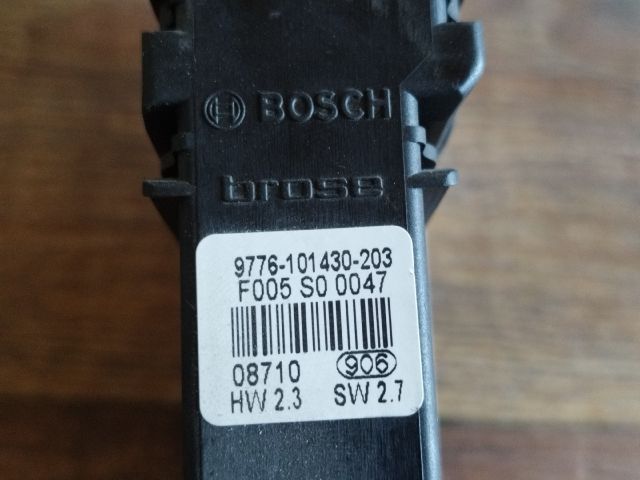 BOSCH
brose
9776-101430-203
F005 S0 0047
08710 906
HW 2.3 SW 2.7